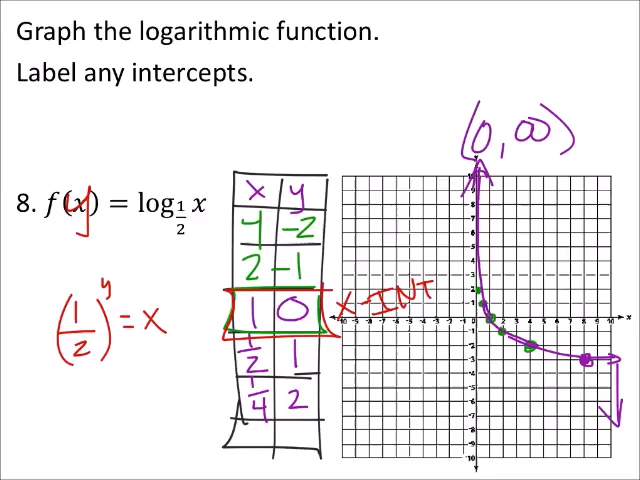 Graph the logarithmic function.
Label any intercepts.
(0, ∞)
8. f(x) = log_{1/2} x
y
(1/2)^y = x
x y
4 -2
2 -1
1 0 X-INT
1/2 1
1/4 2
x